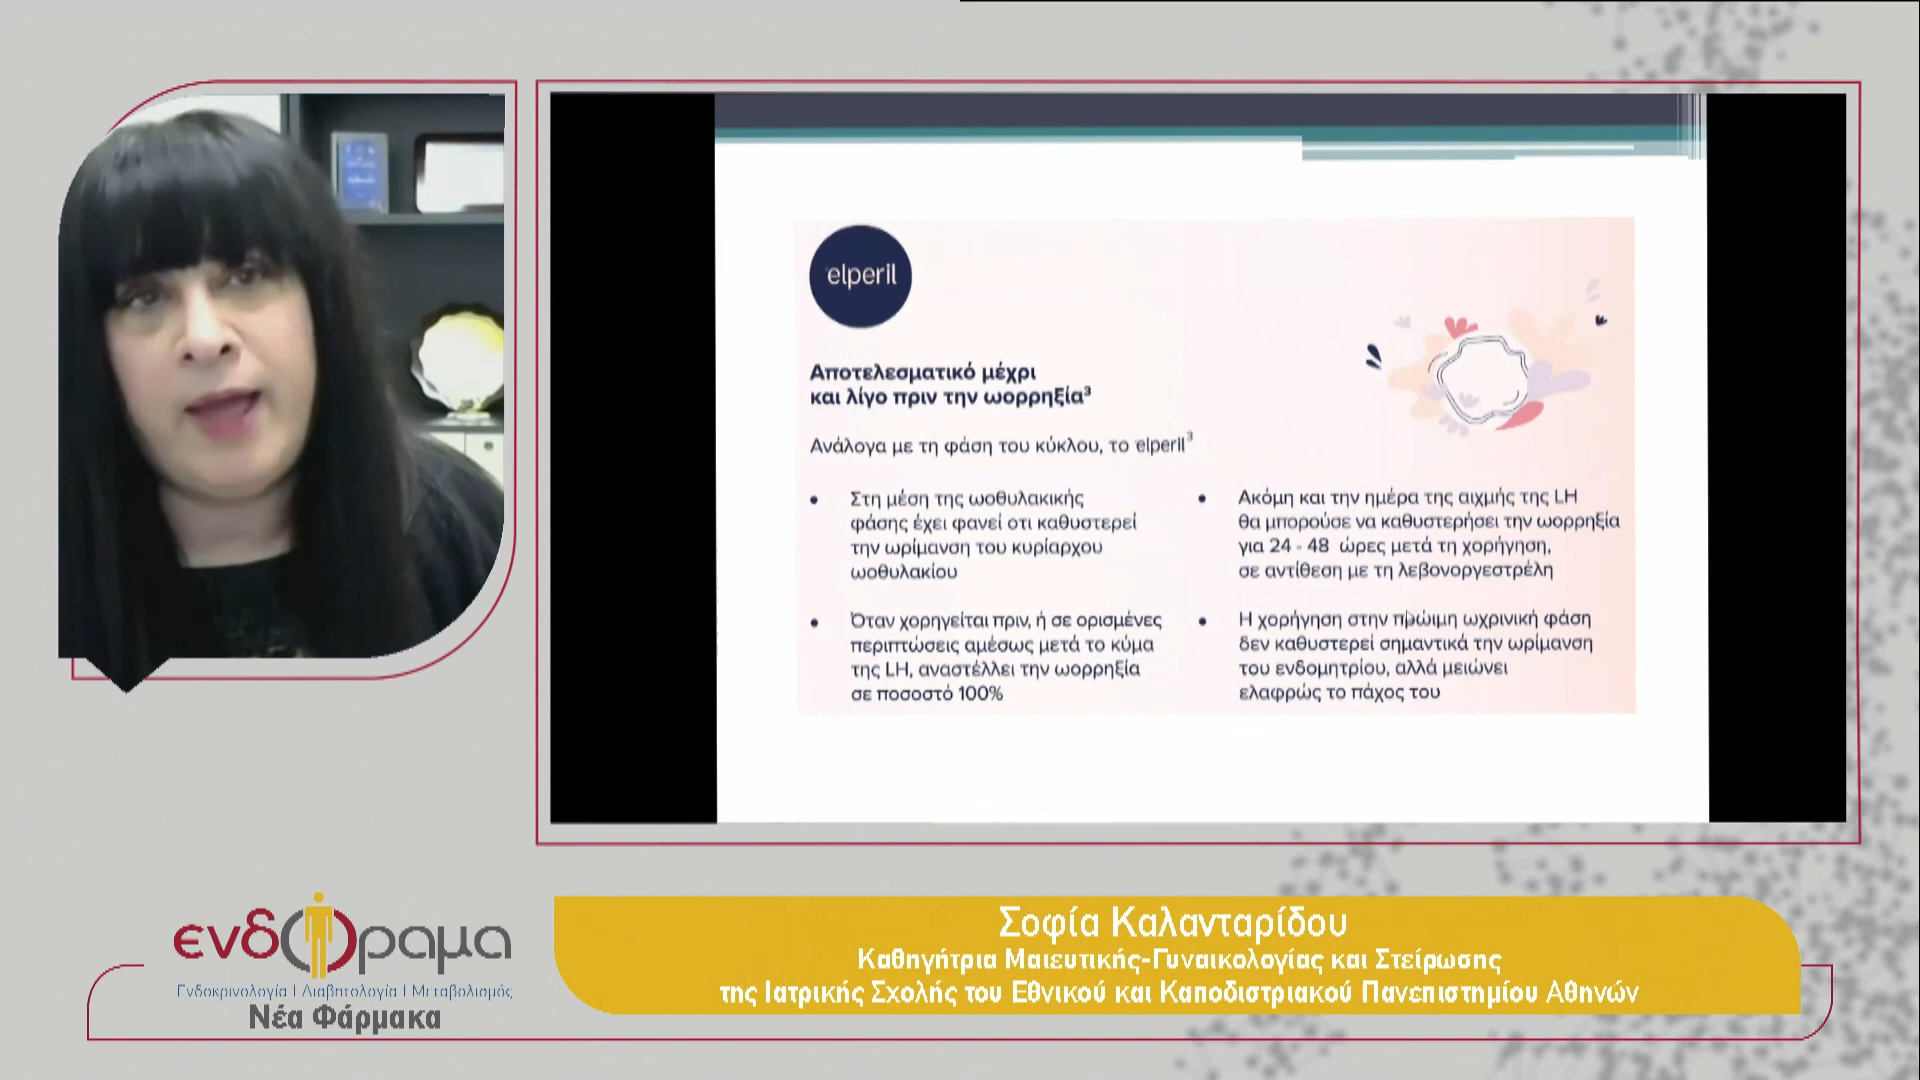 elperil
Αποτελεσματικό μέχρι
και λίγο πριν την ωορρηξία³
Ανάλογα με τη φάση του κύκλου, το elperil³
• Στη μέση της ωοθυλακικής
φάσης έχει φανεί οτι καθυστερεί
την ωρίμανση του κυρίαρχου
ωοθυλακίου
• Όταν χορηγείται πριν, ή σε ορισμένες
περιπτώσεις αμέσως μετά το κύμα
της LH, αναστέλλει την ωορρηξία
σε ποσοστό 100%
• Ακόμη και την ημέρα της αιχμής της LH
θα μπορούσε να καθυστερήσει την ωορρηξία
για 24 - 48 ώρες μετά τη χορήγηση,
σε αντίθεση με τη λεβονοργεστρέλη
• Η χορήγηση στην πρώιμη ωχρινική φάση
δεν καθυστερεί σημαντικά την ωρίμανση
του ενδομητρίου, αλλά μειώνει
ελαφρώς το πάχος του
ενδόραμα
Ενδοκρινολογία | Διαβητολογία | Μεταβολισμός
Νέα Φάρμακα
Σοφία Καλανταρίδου
Καθηγήτρια Μαιευτικής-Γυναικολογίας και Στείρωσης
της Ιατρικής Σχολής του Εθνικού και Καποδιστριακού Πανεπιστημίου Αθηνών